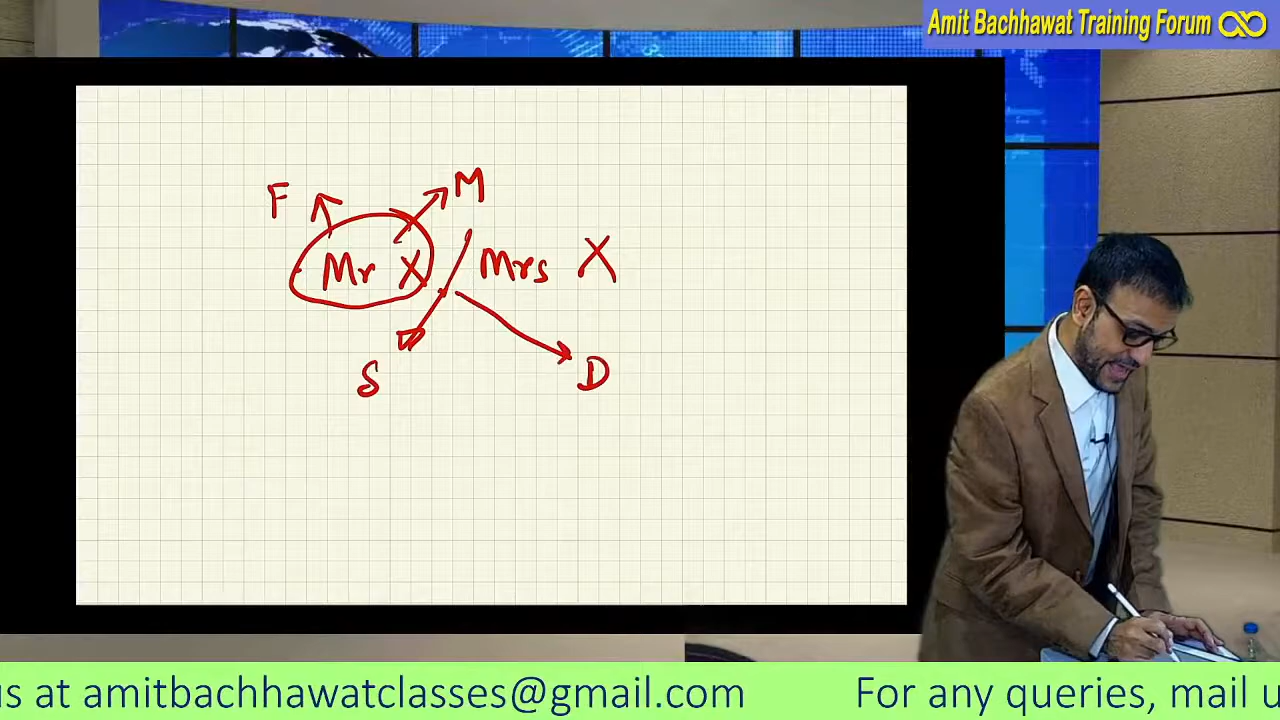 Amit Bachhawat Training Forum
F M
Mr X Mrs X
S D
us at amitbachhawatclasses@gmail.com For any queries, mail u